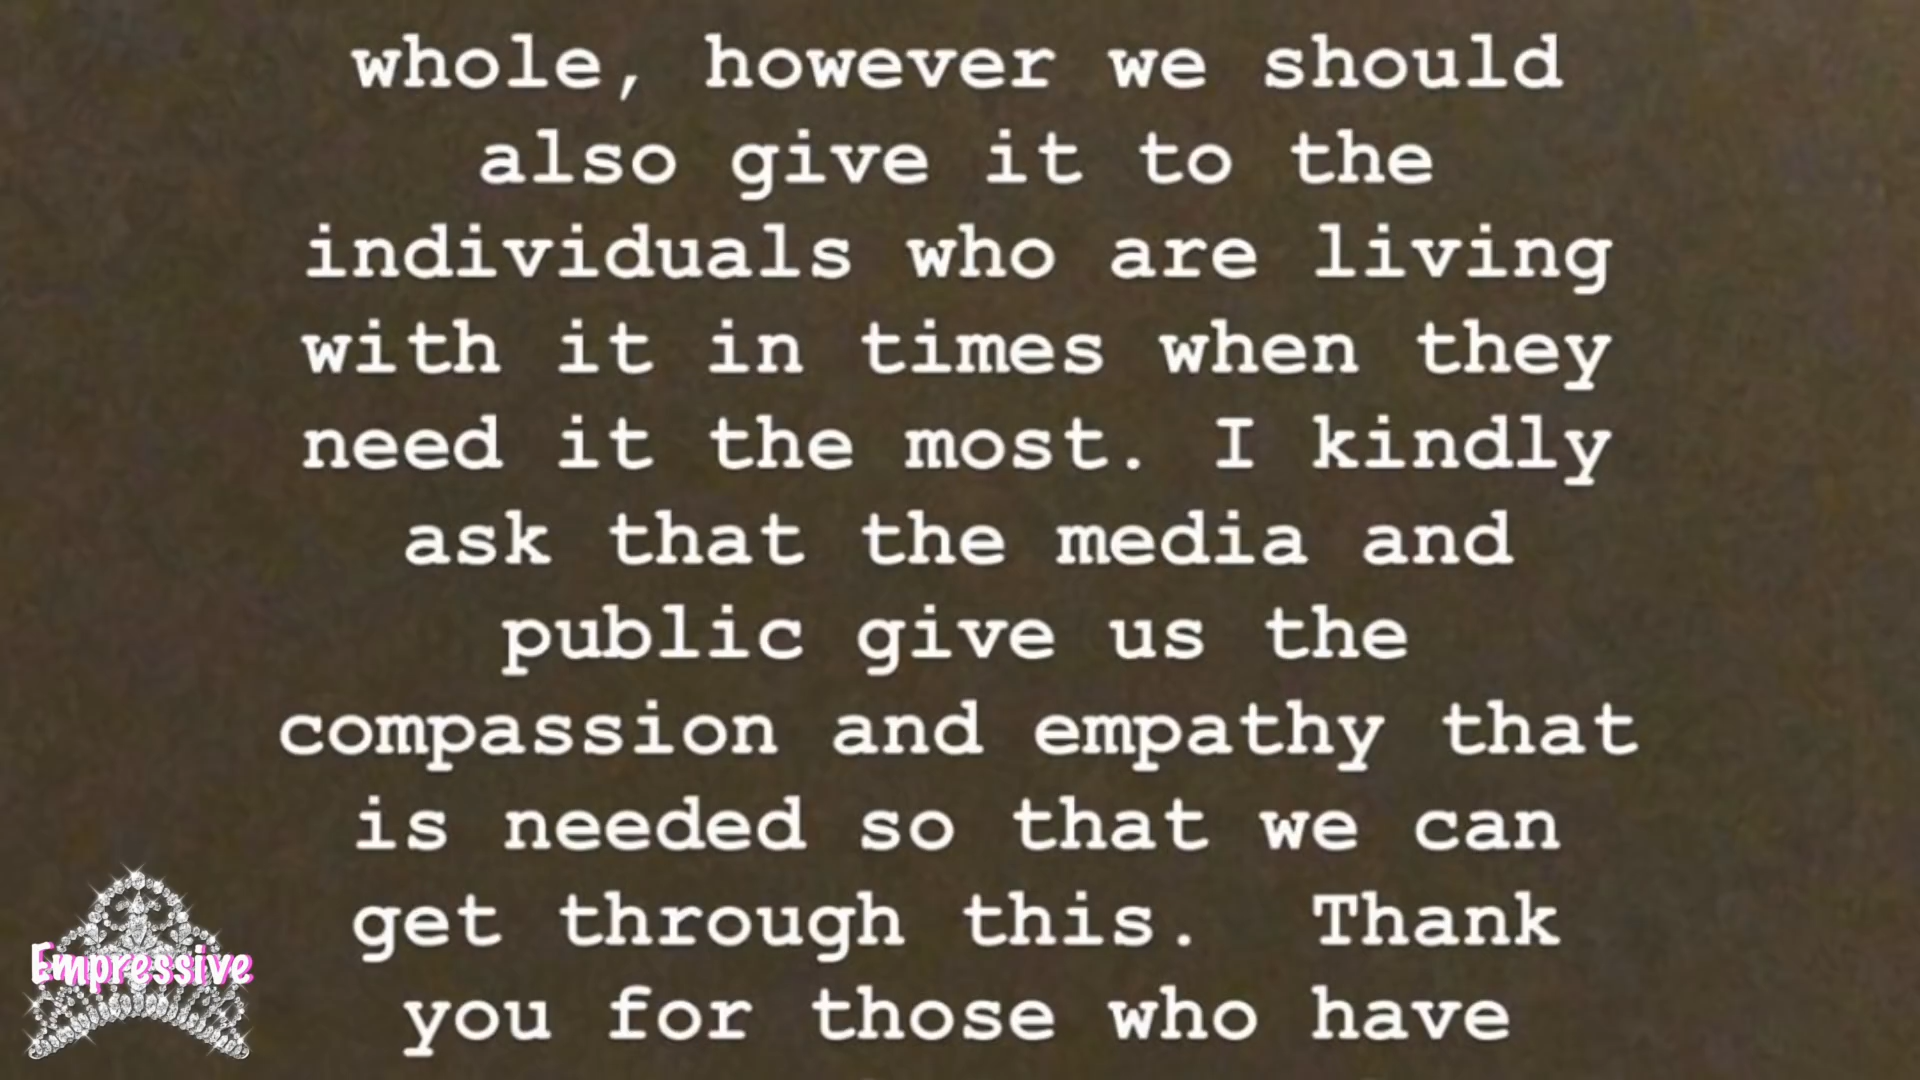 whole, however we should
also give it to the
individuals who are living
with it in times when they
need it the most. I kindly
ask that the media and
public give us the
compassion and empathy that
is needed so that we can
get through this.  Thank
you for those who have
Empressive